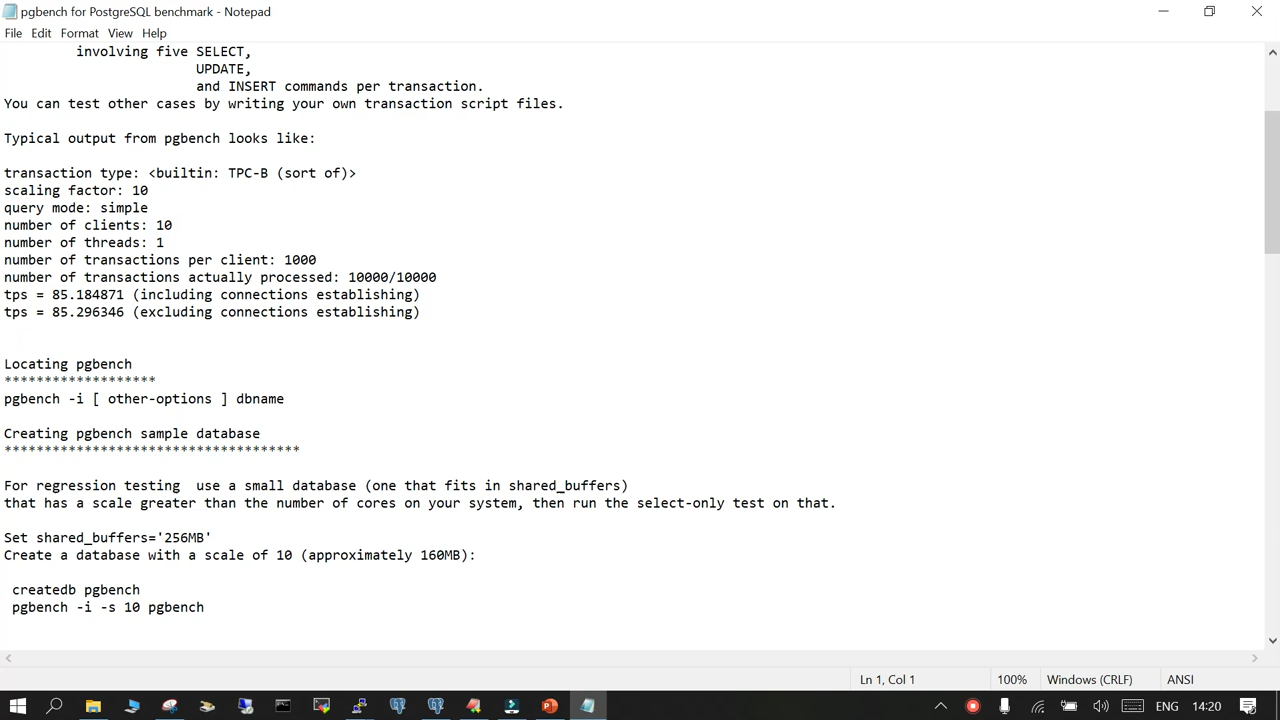 pgbench for PostgreSQL benchmark - Notepad
File Edit Format View Help
involving five SELECT,
UPDATE,
and INSERT commands per transaction.
You can test other cases by writing your own transaction script files.
Typical output from pgbench looks like:
transaction type: <builtin: TPC-B (sort of)>
scaling factor: 10
query mode: simple
number of clients: 10
number of threads: 1
number of transactions per client: 1000
number of transactions actually processed: 10000/10000
tps = 85.184871 (including connections establishing)
tps = 85.296346 (excluding connections establishing)
Locating pgbench
*******************
pgbench -i [ other-options ] dbname
Creating pgbench sample database
*************************************
For regression testing  use a small database (one that fits in shared_buffers)
that has a scale greater than the number of cores on your system, then run the select-only test on that.
Set shared_buffers='256MB'
Create a database with a scale of 10 (approximately 160MB):
createdb pgbench
pgbench -i -s 10 pgbench
Ln 1, Col 1 100% Windows (CRLF) ANSI
ENG 14:20